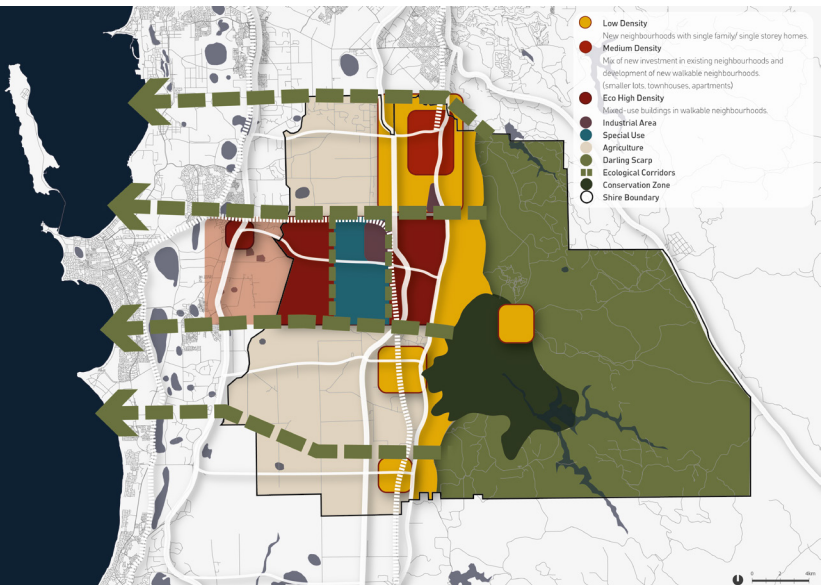 Low Density
New neighbourhoods with single family/ single storey homes.
Medium Density
Mix of new investment in existing neighbourhoods and
development of new walkable neighbourhoods.
(smaller lots, townhouses, apartments)
Eco High Density
Mixed-use buildings in walkable neighbourhoods.
Industrial Area
Special Use
Agriculture
Darling Scarp
Ecological Corridors
Conservation Zone
Shire Boundary
0 2 4km